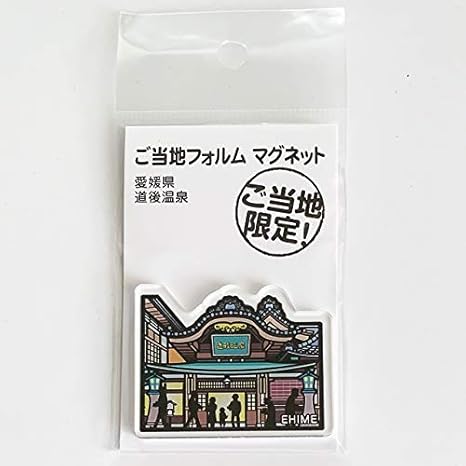 ご当地フォルム マグネット
愛媛県
道後温泉
ご当地
限定!
EHIME